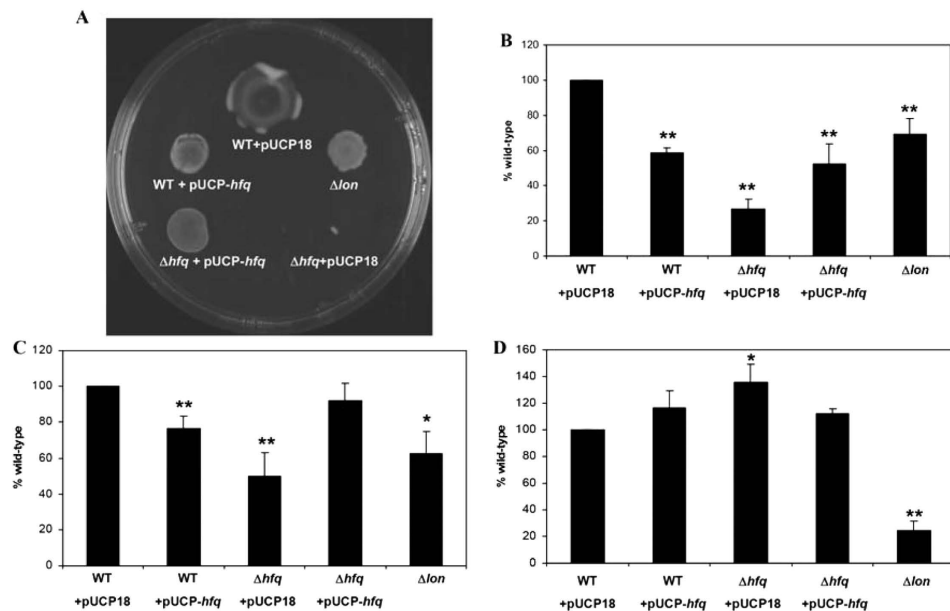 A
WT+pUCP18
WT + pUCP-hfq
Δlon
Δhfq + pUCP-hfq
Δhfq+pUCP18
B
% wild-type
120
100
80
60
40
20
0
**
**
**
**
WT
+pUCP18
WT
+pUCP-hfq
Δhfq
+pUCP18
Δhfq
+pUCP-hfq
Δlon
C
% wild-type
120
100
80
60
40
20
0
**
**
*
WT
+pUCP18
WT
+pUCP-hfq
Δhfq
+pUCP18
Δhfq
+pUCP-hfq
Δlon
D
% wild-type
160
140
120
100
80
60
40
20
0
*
**
WT
+pUCP18
WT
+pUCP-hfq
Δhfq
+pUCP18
Δhfq
+pUCP-hfq
Δlon